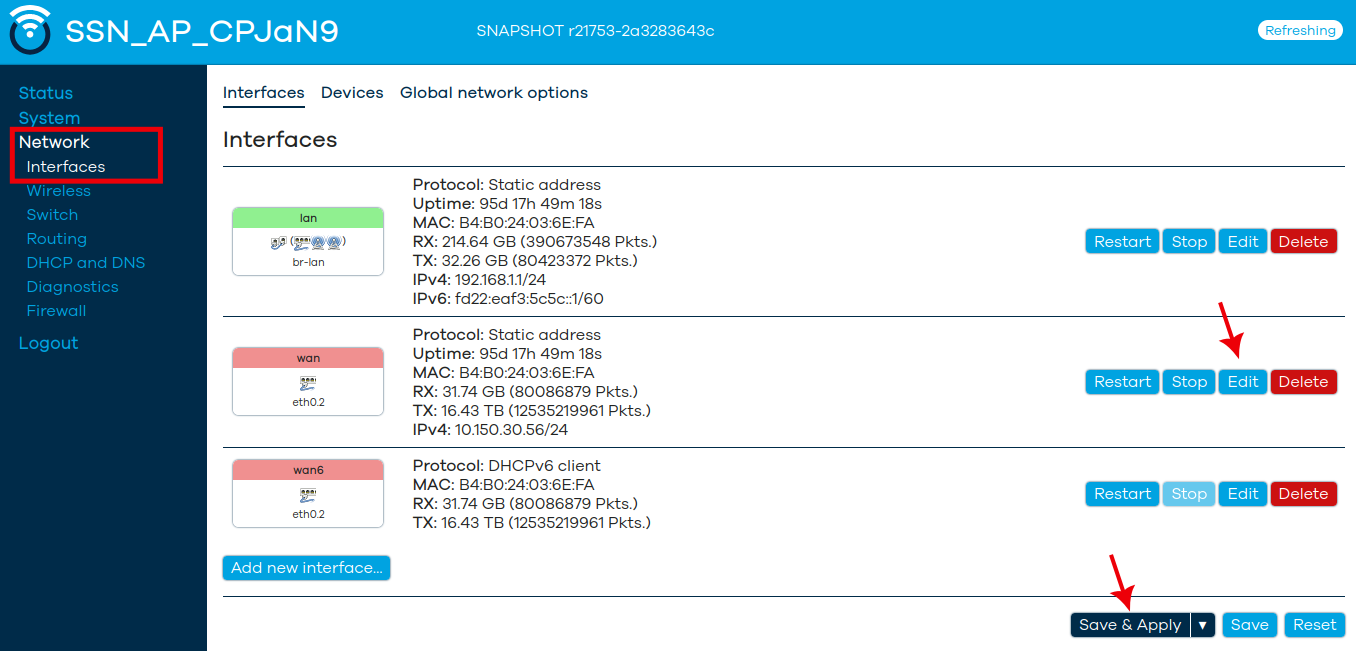 SSN_AP_CPJaN9
SNAPSHOT r21753-2a3283643c
Refreshing
Status
System
Network
Interfaces
Wireless
Switch
Routing
DHCP and DNS
Diagnostics
Firewall
Logout
Interfaces Devices Global network options
Interfaces
lan
br-lan
Protocol: Static address
Uptime: 95d 17h 49m 18s
MAC: B4:B0:24:03:6E:FA
RX: 214.64 GB (390673548 Pkts.)
TX: 32.26 GB (80423372 Pkts.)
IPv4: 192.168.1.1/24
IPv6: fd22:eaf3:5c5c::1/60
Restart Stop Edit Delete
wan
eth0.2
Protocol: Static address
Uptime: 95d 17h 49m 18s
MAC: B4:B0:24:03:6E:FA
RX: 31.74 GB (80086879 Pkts.)
TX: 16.43 TB (12535219961 Pkts.)
IPv4: 10.150.30.56/24
Restart Stop Edit Delete
wan6
eth0.2
Protocol: DHCPv6 client
MAC: B4:B0:24:03:6E:FA
RX: 31.74 GB (80086879 Pkts.)
TX: 16.43 TB (12535219961 Pkts.)
Restart Stop Edit Delete
Add new interface...
Save & Apply ▼ Save Reset